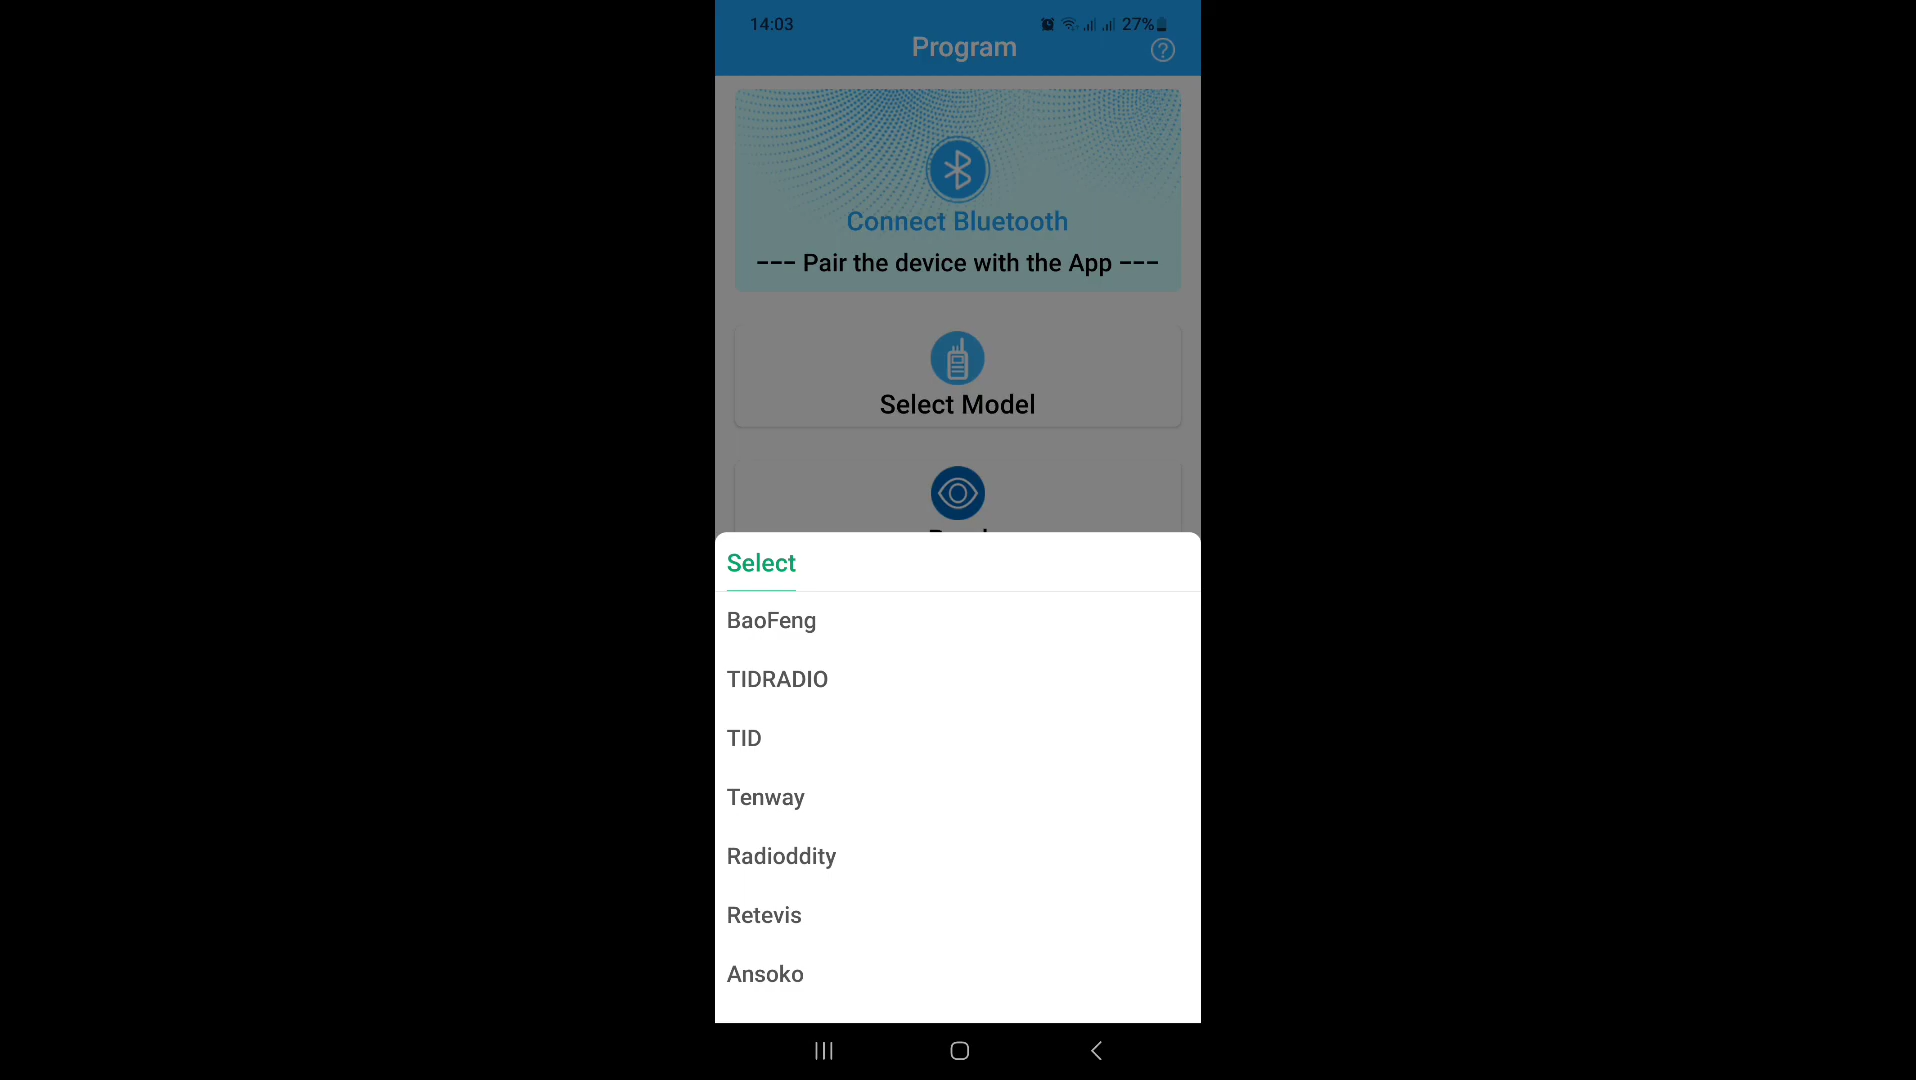 14:03
27%
Program
Connect Bluetooth
--- Pair the device with the App ---
Select Model
Select
BaoFeng
TIDRADIO
TID
Tenway
Radioddity
Retevis
Ansoko